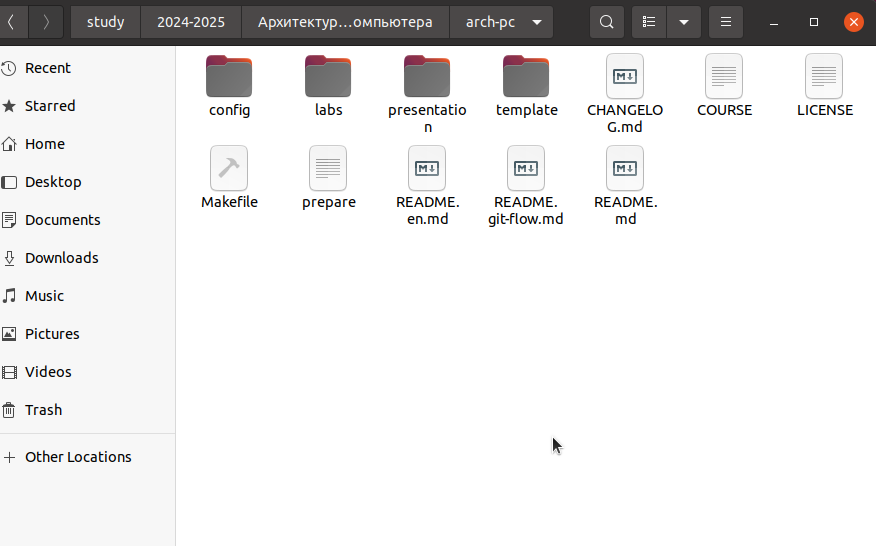 study
2024-2025
Архитектур...омпьютера
arch-pc
Recent
Starred
Home
Desktop
Documents
Downloads
Music
Pictures
Videos
Trash
Other Locations
config
labs
presentatio
n
template
CHANGELO
G.md
COURSE
LICENSE
Makefile
prepare
README.
en.md
README.
git-flow.md
README.
md